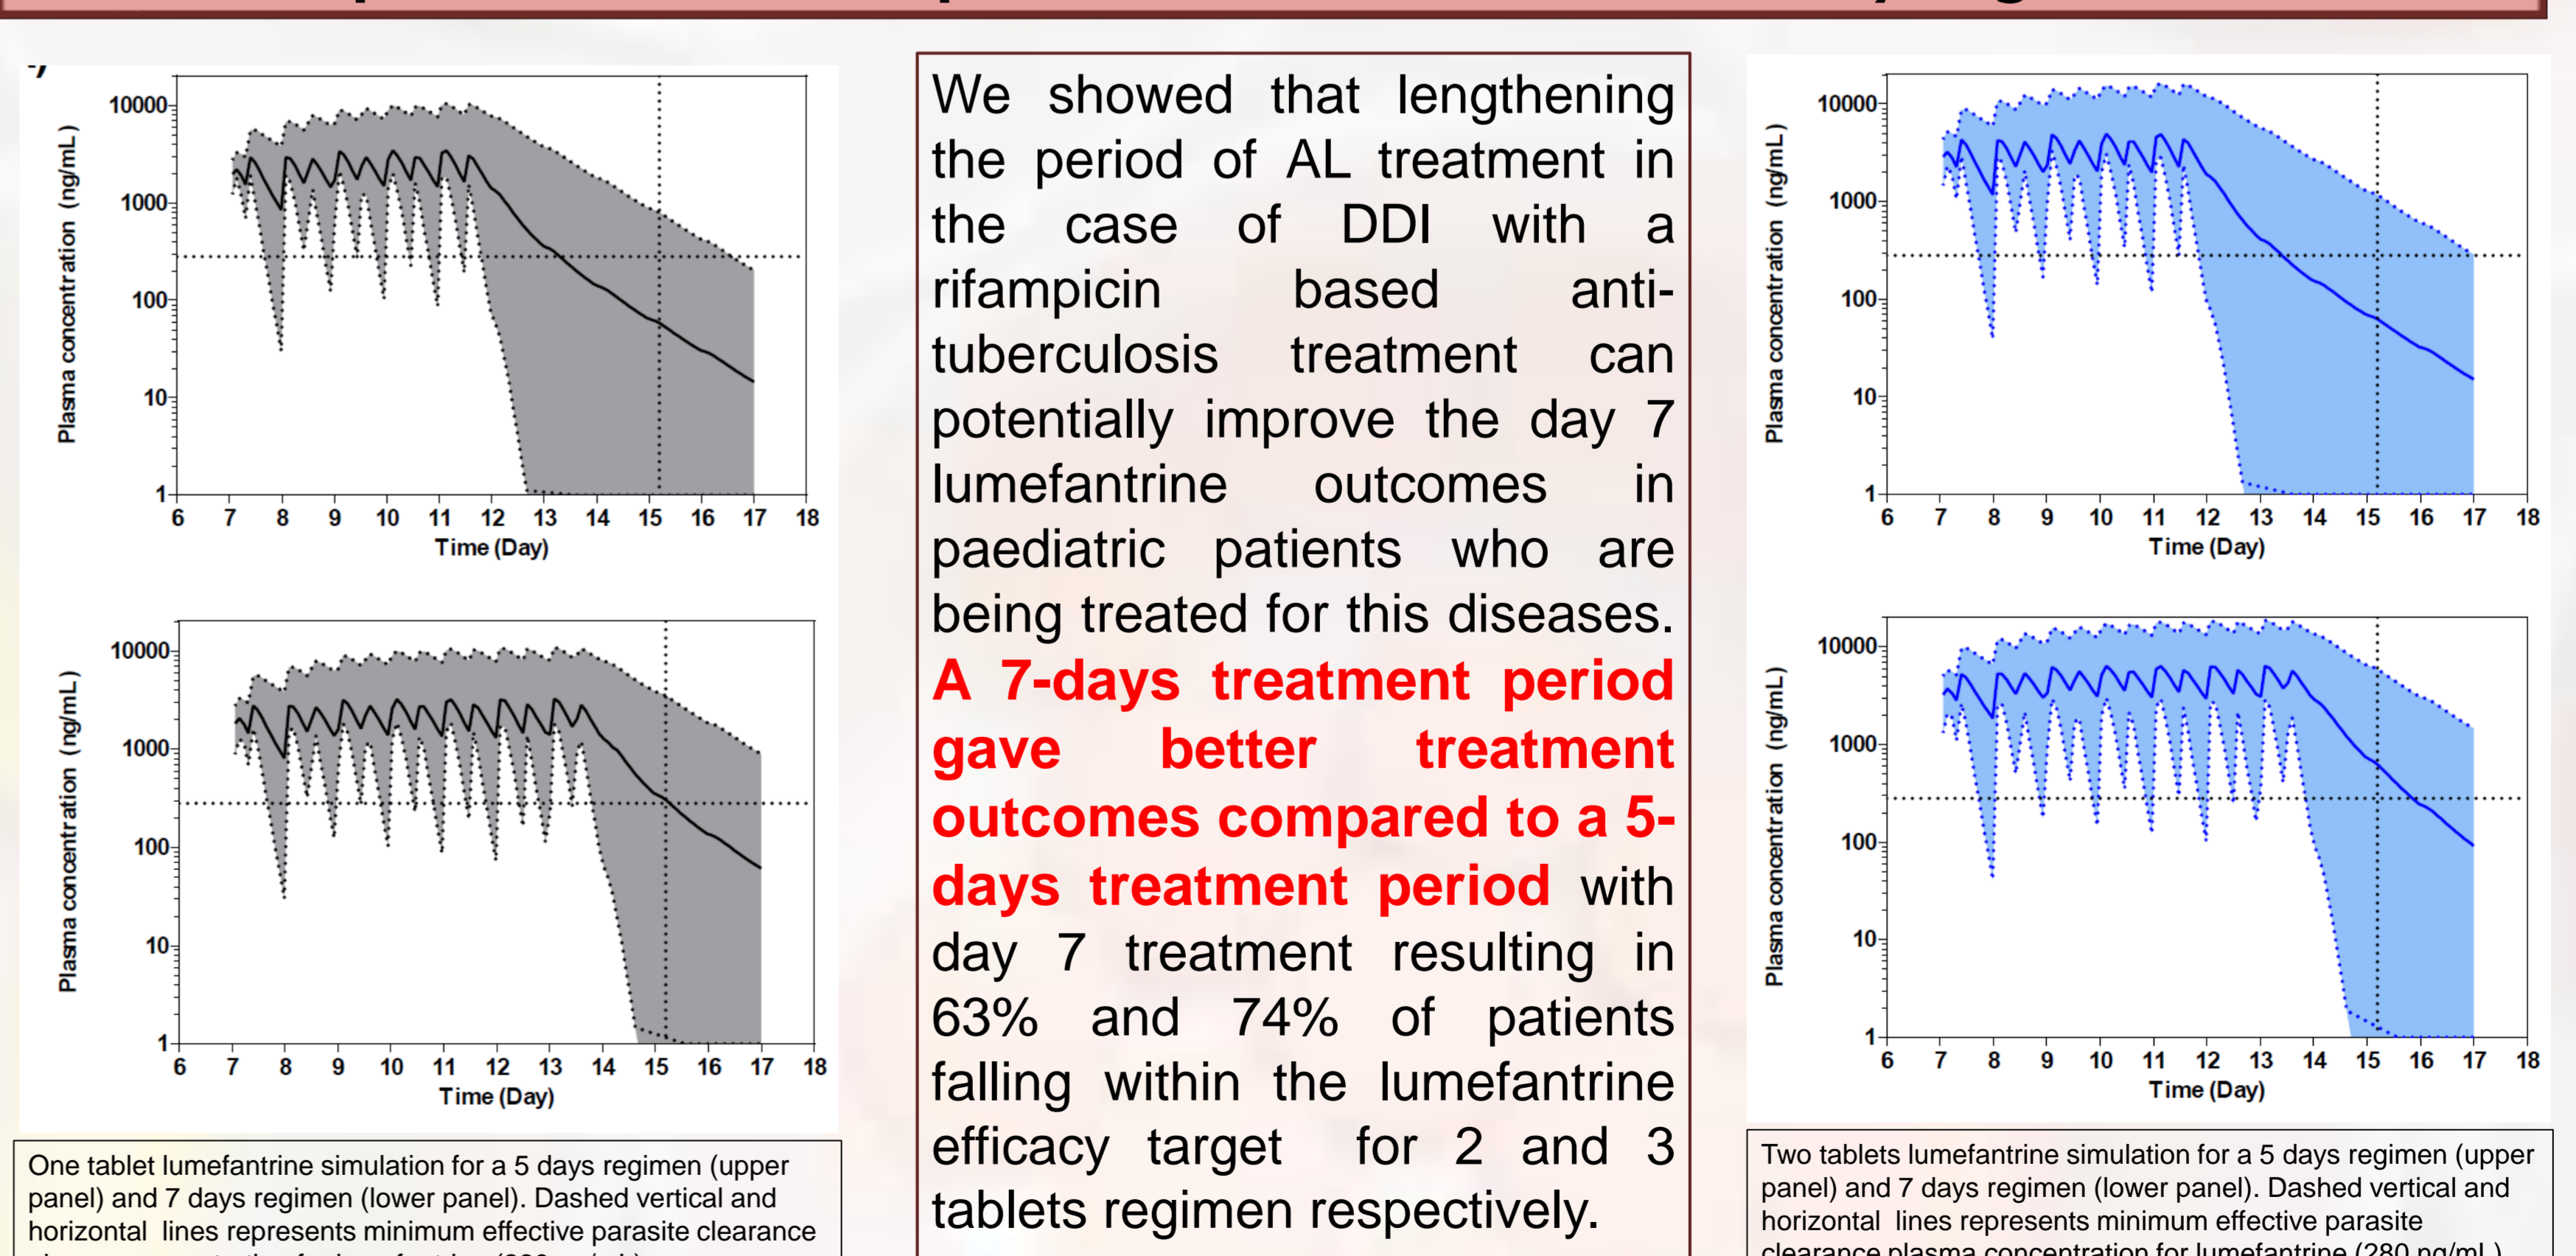 10000
1000
100
10
1
Plasma concentration (ng/mL)
6 7 8 9 10 11 12 13 14 15 16 17 18
Time (Day)
10000
1000
100
10
1
Plasma concentration (ng/mL)
6 7 8 9 10 11 12 13 14 15 16 17 18
Time (Day)
One tablet lumefantrine simulation for a 5 days regimen (upper
panel) and 7 days regimen (lower panel). Dashed vertical and
horizontal lines represents minimum effective parasite clearance
We showed that lengthening
the period of AL treatment in
the case of DDI with a
rifampicin based anti-
tuberculosis treatment can
potentially improve the day 7
lumefantrine outcomes in
paediatric patients who are
being treated for this diseases.
A 7-days treatment period
gave better treatment
outcomes compared to a 5-
days treatment period with
day 7 treatment resulting in
63% and 74% of patients
falling within the lumefantrine
efficacy target for 2 and 3
tablets regimen respectively.
10000
1000
100
10
1
Plasma concentration (ng/mL)
6 7 8 9 10 11 12 13 14 15 16 17 18
Time (Day)
10000
1000
100
10
1
Plasma concentration (ng/mL)
6 7 8 9 10 11 12 13 14 15 16 17 18
Time (Day)
Two tablets lumefantrine simulation for a 5 days regimen (upper
panel) and 7 days regimen (lower panel). Dashed vertical and
horizontal lines represents minimum effective parasite
clearance plasma concentration for lumefantrine (280 ng/mL)